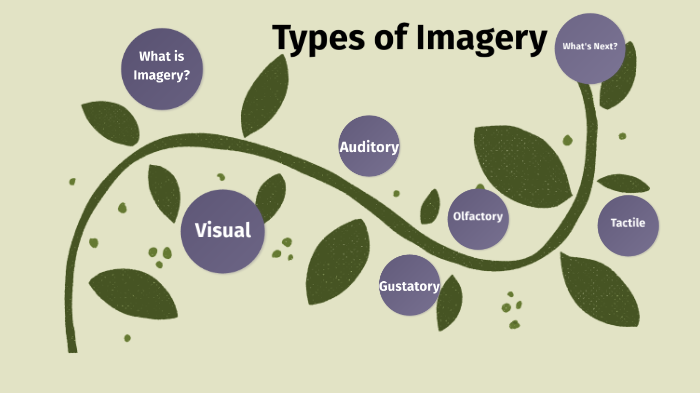 Types of Imagery
What is
Imagery?
Visual
Auditory
Gustatory
Olfactory
Tactile
What's Next?